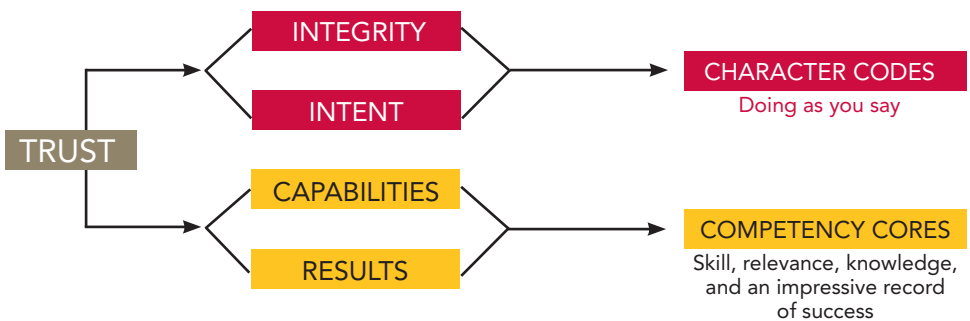 INTEGRITY
INTENT
CHARACTER CODES
Doing as you say
TRUST
CAPABILITIES
RESULTS
COMPETENCY CORES
Skill, relevance, knowledge,
and an impressive record
of success